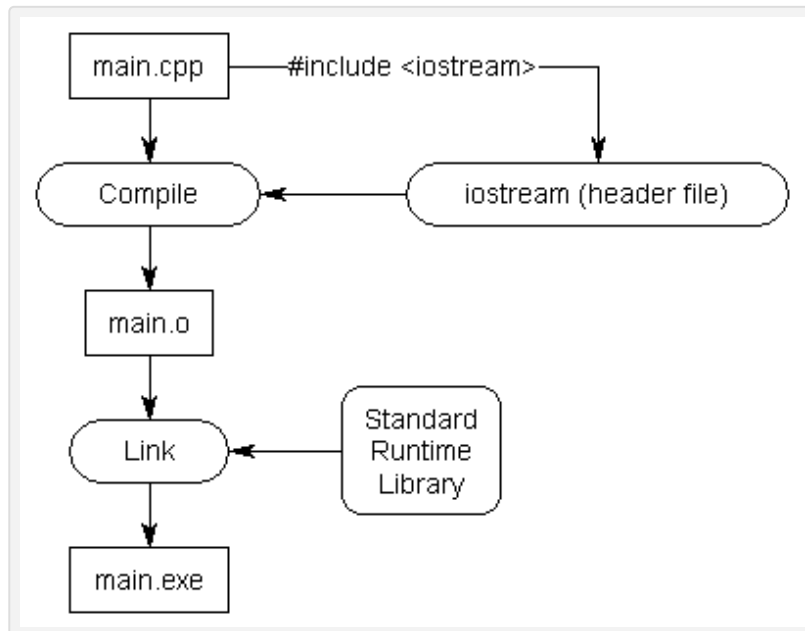 main.cpp
#include <iostream>
Compile
iostream (header file)
main.o
Link
Standard
Runtime
Library
main.exe